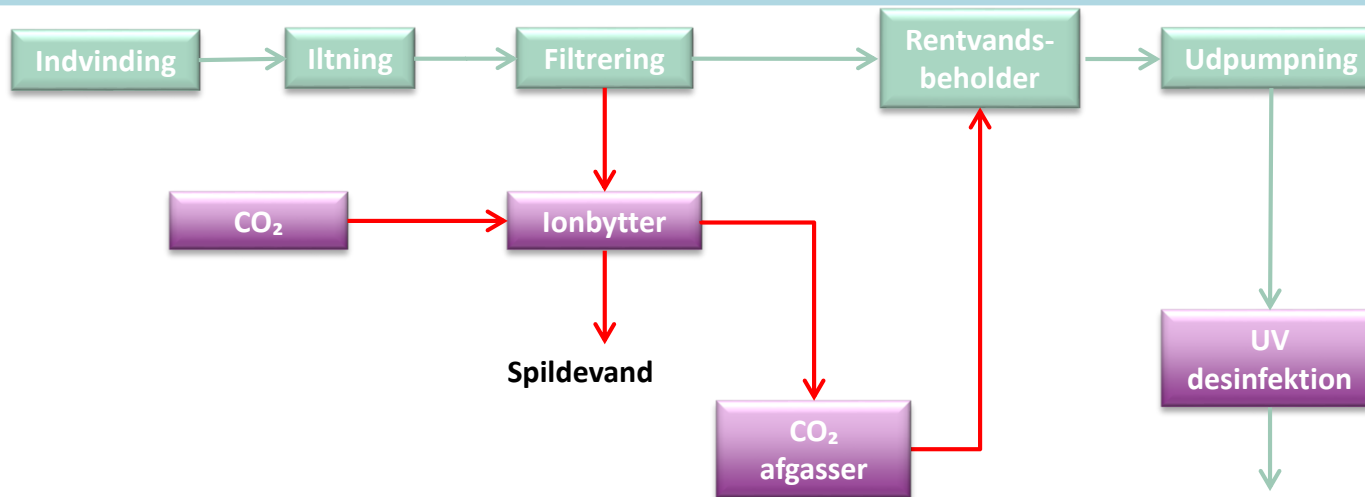 Indvinding
Iltning
Filtrering
Rentvands-
beholder
Udpumpning
CO₂
Ionbytter
Spildevand
UV
desinfektion
CO₂
afgasser